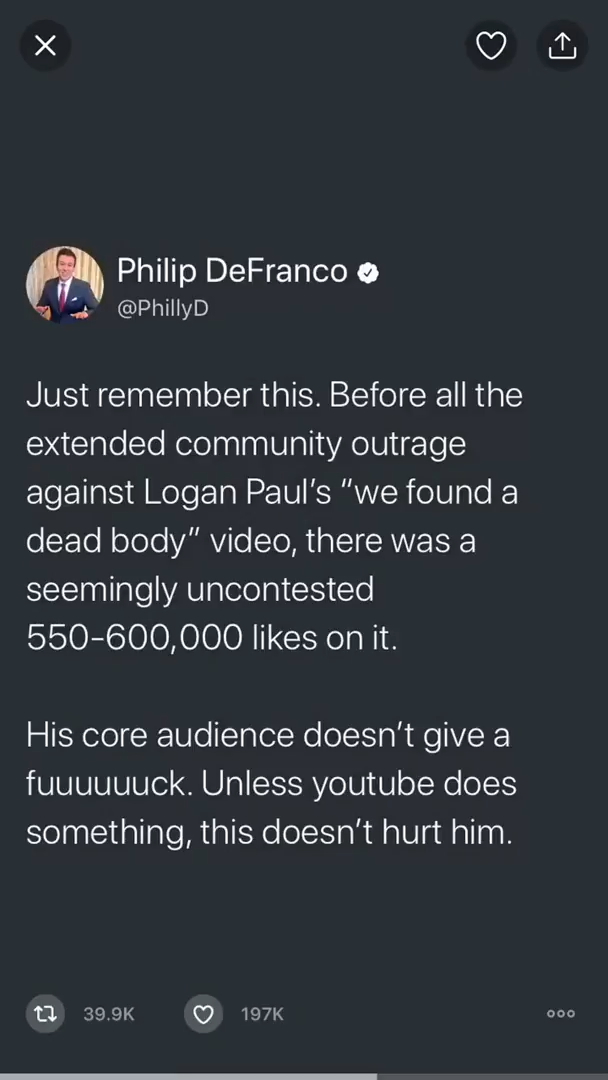 Philip DeFranco
@PhillyD
Just remember this. Before all the
extended community outrage
against Logan Paul's “we found a
dead body” video, there was a
seemingly uncontested
550-600,000 likes on it.
His core audience doesn't give a
fuuuuuuck. Unless youtube does
something, this doesn't hurt him.
39.9K
197K